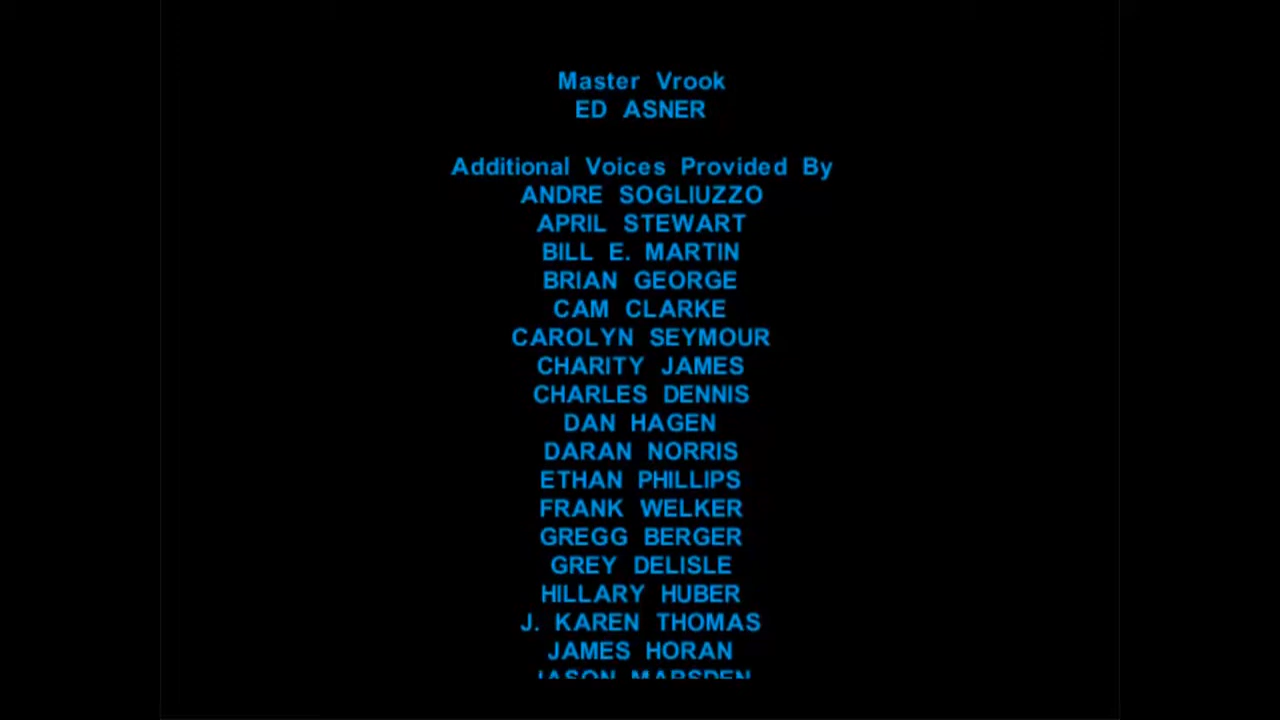 Master Vrook
ED ASNER
Additional Voices Provided By
ANDRE SOGLIUZZO
APRIL STEWART
BILL E. MARTIN
BRIAN GEORGE
CAM CLARKE
CAROLYN SEYMOUR
CHARITY JAMES
CHARLES DENNIS
DAN HAGEN
DARAN NORRIS
ETHAN PHILLIPS
FRANK WELKER
GREGG BERGER
GREY DELISLE
HILLARY HUBER
J. KAREN THOMAS
JAMES HORAN
JASON MARSDEN